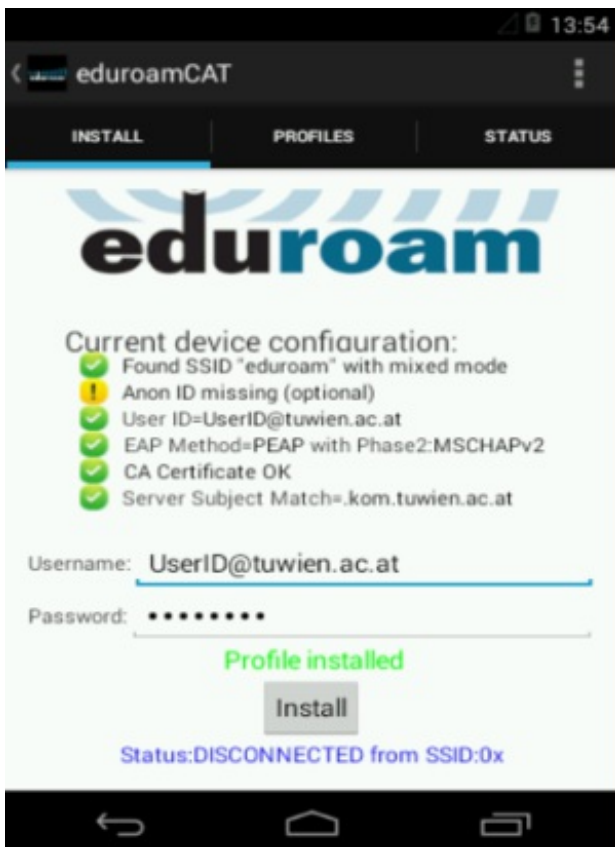 13:54
eduroamCAT
INSTALL PROFILES STATUS
eduroam
Current device configuration:
Found SSID "eduroam" with mixed mode
Anon ID missing (optional)
User ID=UserID@tuwien.ac.at
EAP Method=PEAP with Phase2:MSCHAPv2
CA Certificate OK
Server Subject Match=.kom.tuwien.ac.at
Username: UserID@tuwien.ac.at
Password: ••••••••
Profile installed
Install
Status:DISCONNECTED from SSID:0x